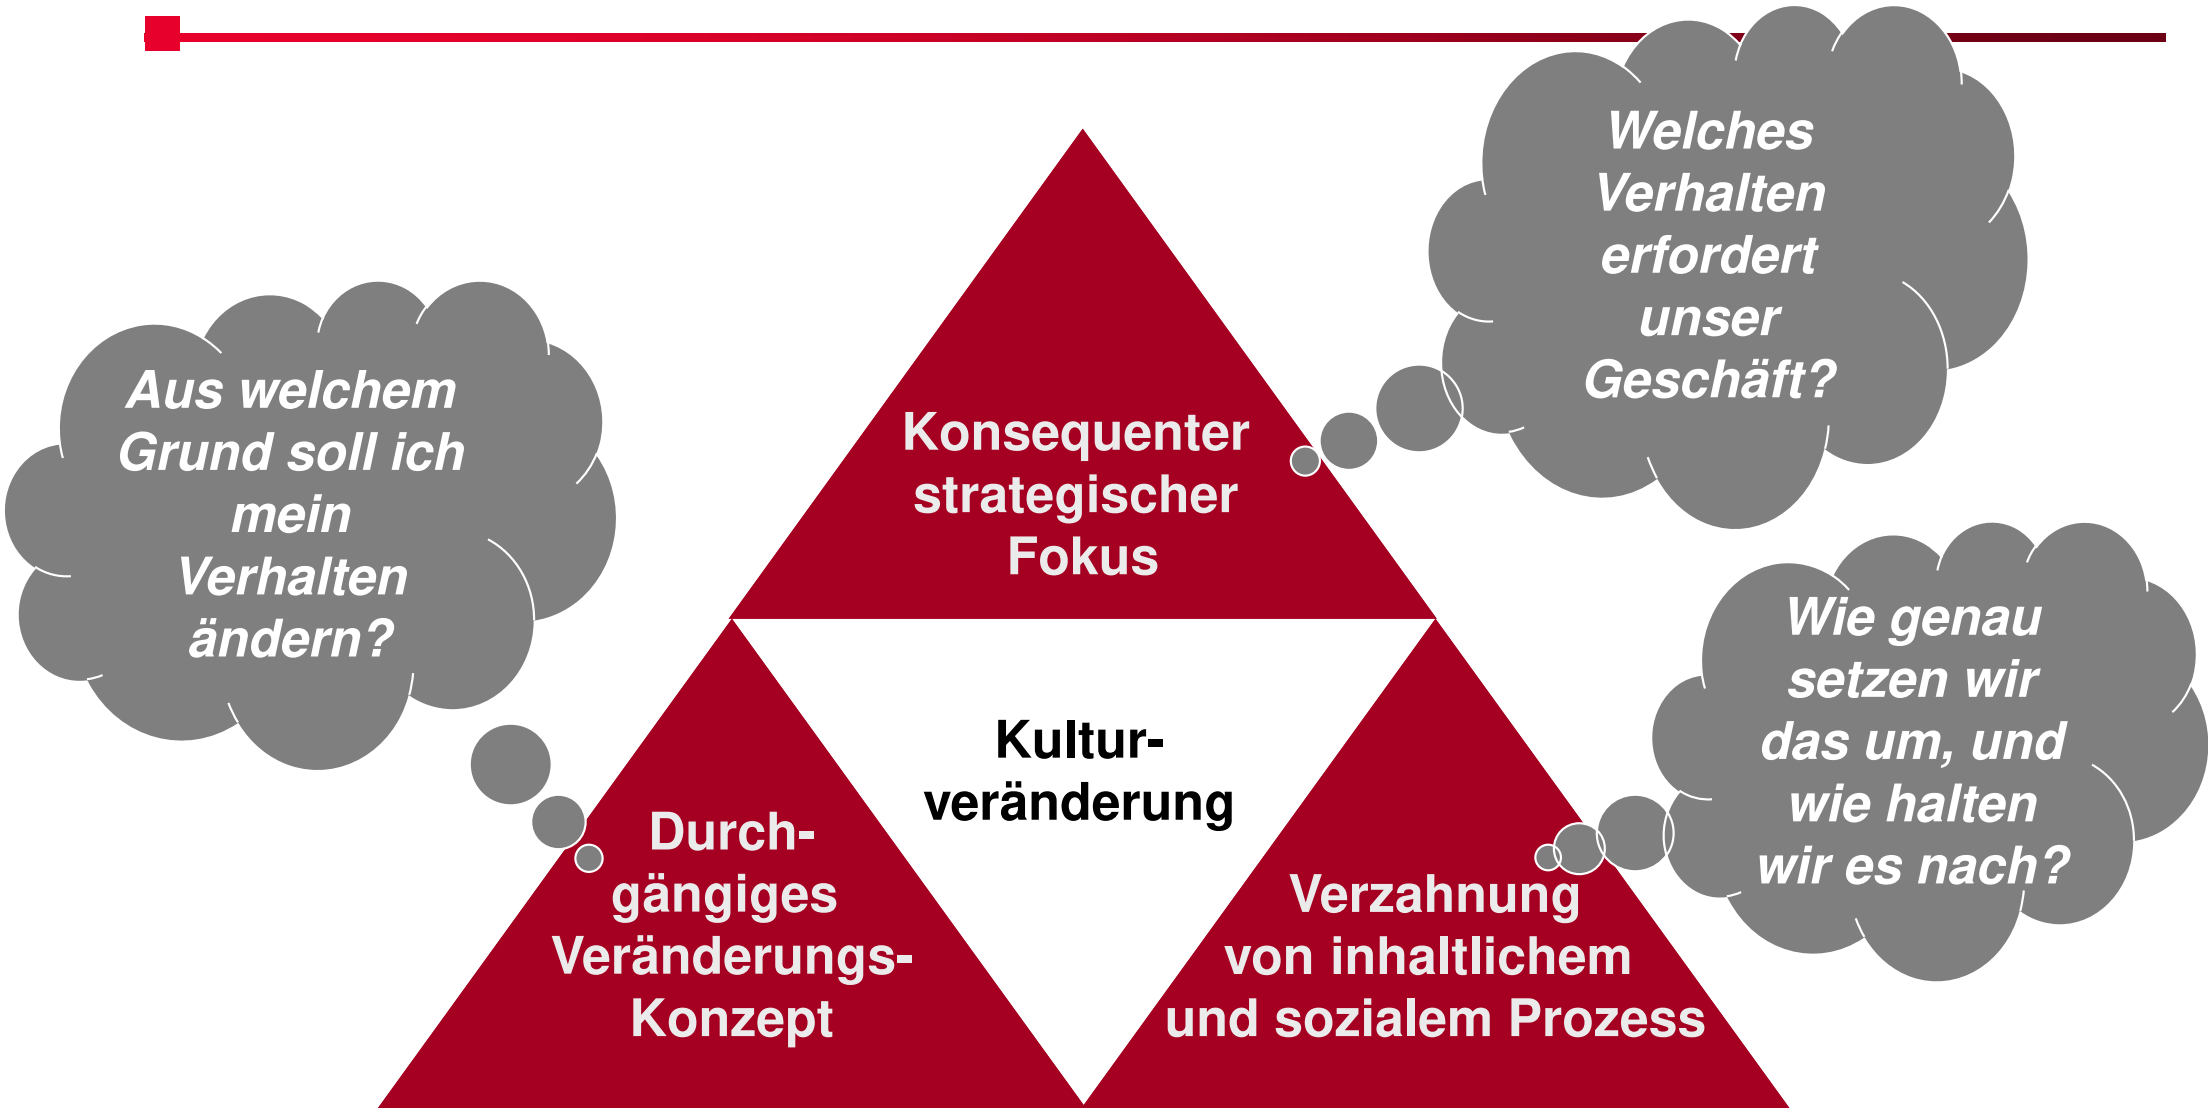 Welches
Verhalten
erfordert
unser
Geschäft?
Aus welchem
Grund soll ich
mein
Verhalten
ändern?
Konsequenter
strategischer
Fokus
Wie genau
setzen wir
das um, und
wie halten
wir es nach?
Kultur-
veränderung
Durch-
gängiges
Veränderungs-
Konzept
Verzahnung
von inhaltlichem
und sozialem Prozess